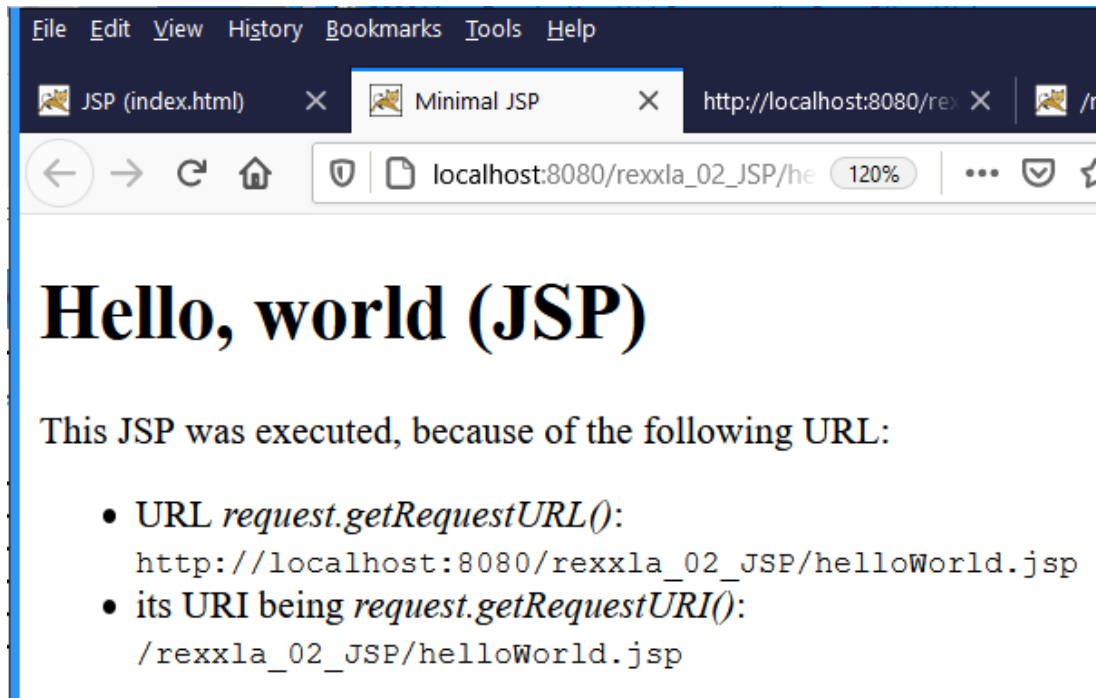 File Edit View History Bookmarks Tools Help
JSP (index.html) Minimal JSP http://localhost:8080/rex
localhost:8080/rexxla_02_JSP/he 120%
Hello, world (JSP)
This JSP was executed, because of the following URL:
• URL request.getRequestURL():
http://localhost:8080/rexxla_02_JSP/helloWorld.jsp
• its URI being request.getRequestURI():
/rexxla_02_JSP/helloWorld.jsp